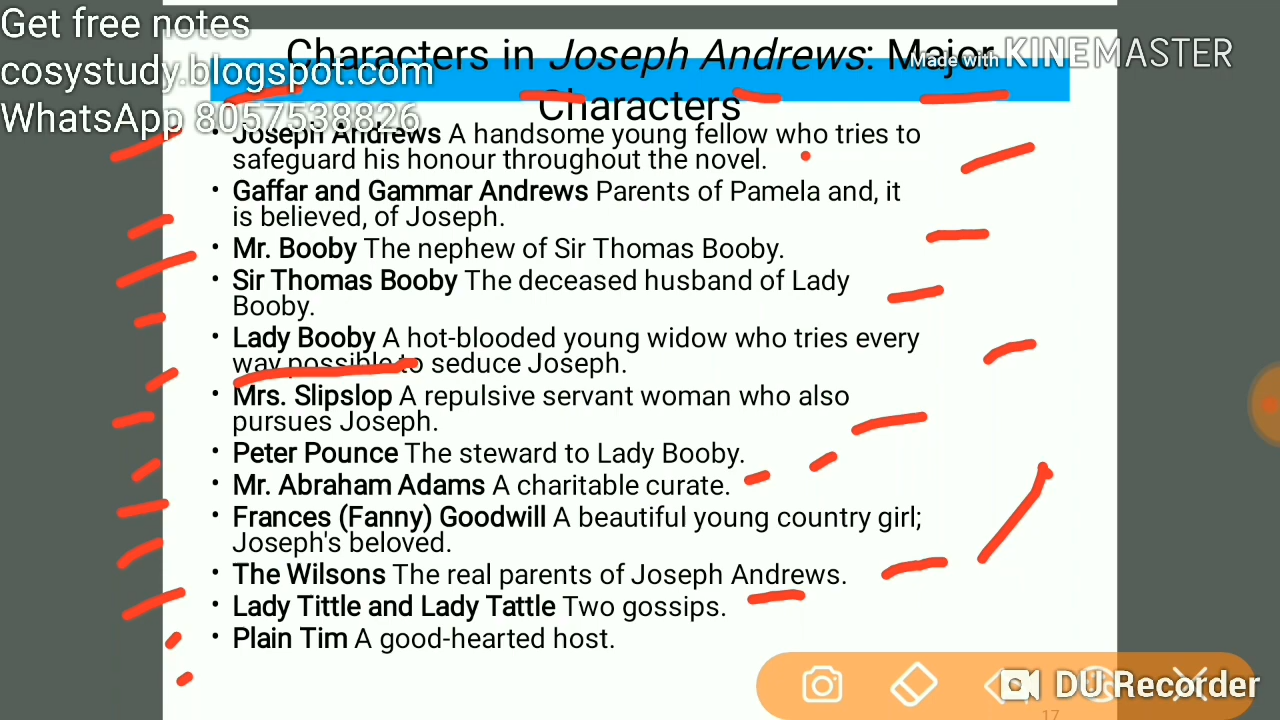 Get free notes
cosystudy.blogspot.com
WhatsApp 8057538826
Characters in Joseph Andrews: Major
Made with KINEMASTER
Characters
• Joseph Andrews A handsome young fellow who tries to
safeguard his honour throughout the novel.
• Gaffar and Gammar Andrews Parents of Pamela and, it
is believed, of Joseph.
• Mr. Booby The nephew of Sir Thomas Booby.
• Sir Thomas Booby The deceased husband of Lady
Booby.
• Lady Booby A hot-blooded young widow who tries every
way possible to seduce Joseph.
• Mrs. Slipslop A repulsive servant woman who also
pursues Joseph.
• Peter Pounce The steward to Lady Booby.
• Mr. Abraham Adams A charitable curate.
• Frances (Fanny) Goodwill A beautiful young country girl;
Joseph's beloved.
• The Wilsons The real parents of Joseph Andrews.
• Lady Tittle and Lady Tattle Two gossips.
• Plain Tim A good-hearted host.
DU Recorder
17